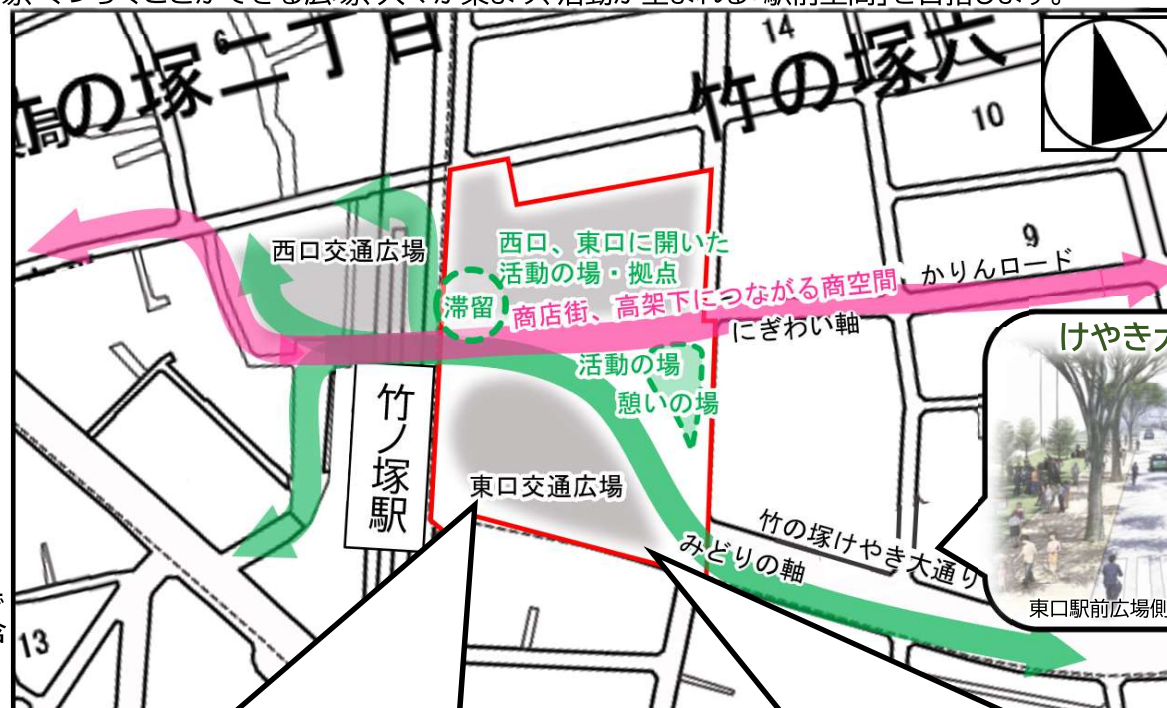 駅前空間」を目指します。
の塚二丁目
6
14
竹の塚六
10
9
西口交通広場
西口、東口に開いた
活動の場・拠点
滞留
商店街、高架下につながる商空間
かりんロード
にぎわい軸
けやき大
活動の場
憩いの場
竹ノ塚駅
東口交通広場
竹の塚けやき大通り
みどりの軸
東口駅前広場側
13